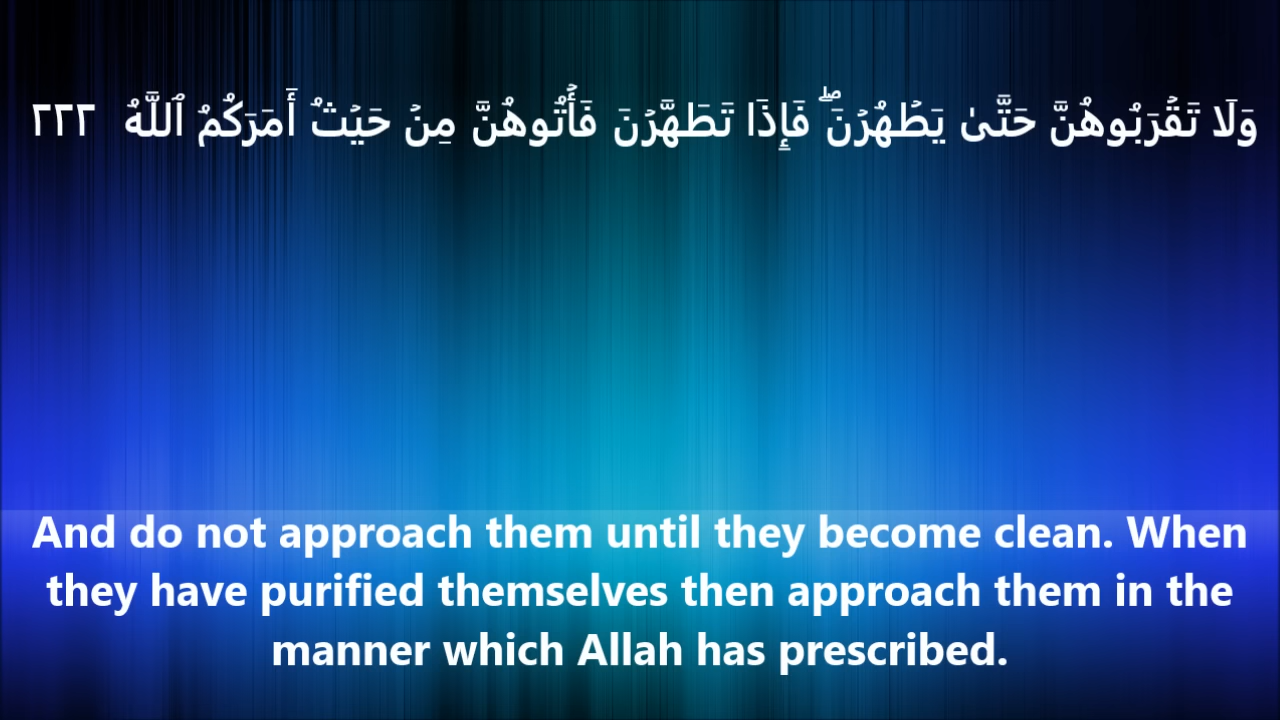 وَلَا تَقۡرَبُوهُنَّ حَتَّىٰ يَطۡهُرۡنَۖ فَإِذَا تَطَهَّرۡنَ فَأۡتُوهُنَّ مِنۡ حَيۡثُ أَمَرَكُمُ ٱللَّهُ ٢٢٢
And do not approach them until they become clean. When
they have purified themselves then approach them in the
manner which Allah has prescribed.